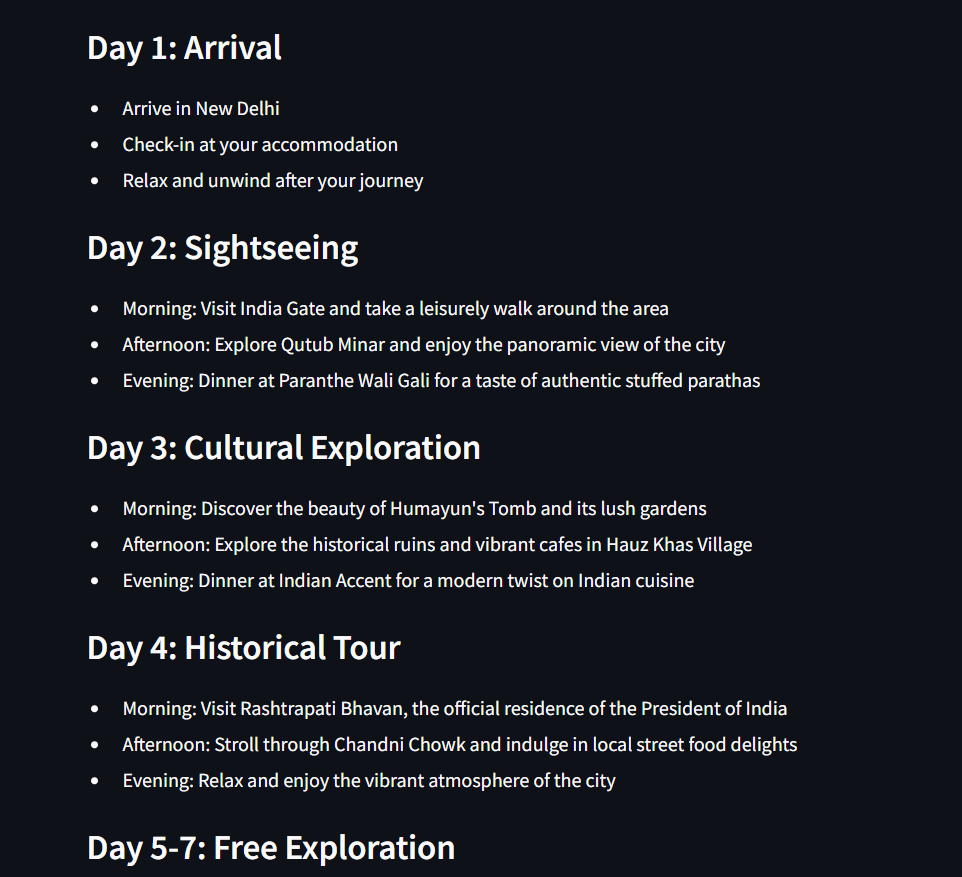 Day 1: Arrival
• Arrive in New Delhi
• Check-in at your accommodation
• Relax and unwind after your journey
Day 2: Sightseeing
• Morning: Visit India Gate and take a leisurely walk around the area
• Afternoon: Explore Qutub Minar and enjoy the panoramic view of the city
• Evening: Dinner at Paranthe Wali Gali for a taste of authentic stuffed parathas
Day 3: Cultural Exploration
• Morning: Discover the beauty of Humayun's Tomb and its lush gardens
• Afternoon: Explore the historical ruins and vibrant cafes in Hauz Khas Village
• Evening: Dinner at Indian Accent for a modern twist on Indian cuisine
Day 4: Historical Tour
• Morning: Visit Rashtrapati Bhavan, the official residence of the President of India
• Afternoon: Stroll through Chandni Chowk and indulge in local street food delights
• Evening: Relax and enjoy the vibrant atmosphere of the city
Day 5-7: Free Exploration